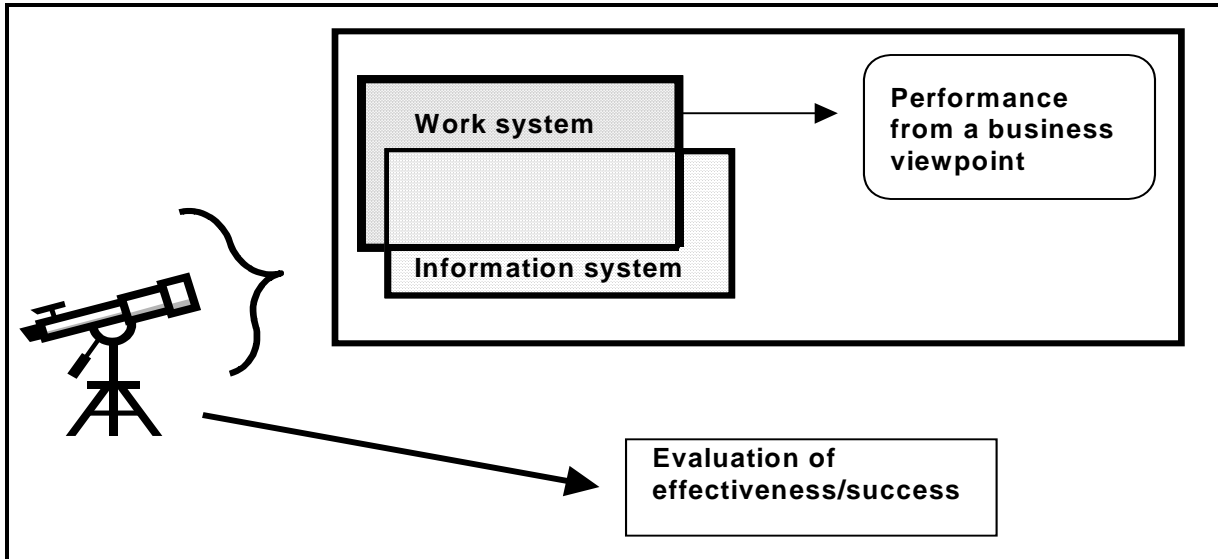 Work system
Information system
Performance
from a business
viewpoint
Evaluation of
effectiveness/success